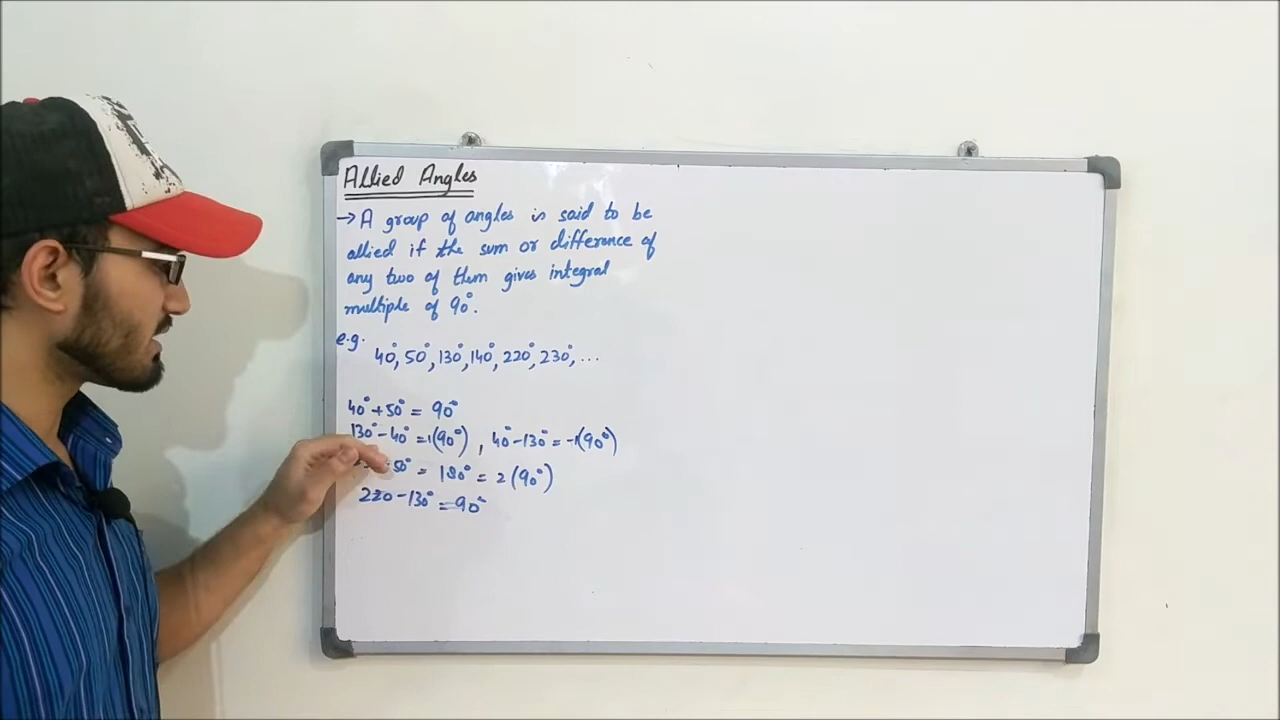 Allied Angles
→ A group of angles is said to be
allied if the sum or difference of
any two of them gives integral
multiple of 90°.
e.g.
40°, 50°, 130°, 140°, 220°, 230°, ...
40° + 50° = 90°
130° - 40° = 1(90°) , 40° - 130° = -1(90°)
50° = 180° = 2(90°)
220 - 130° = 90°